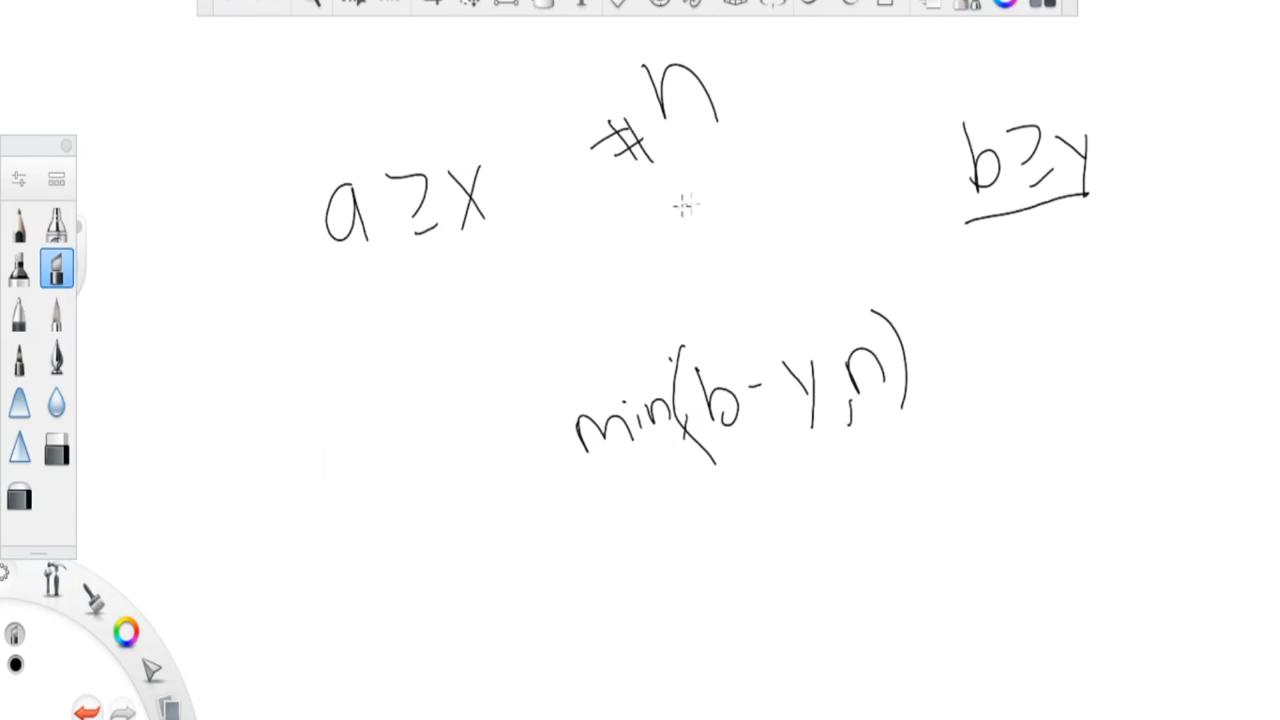 # n
a ≥ x
b ≥ y
min(b - y, n)